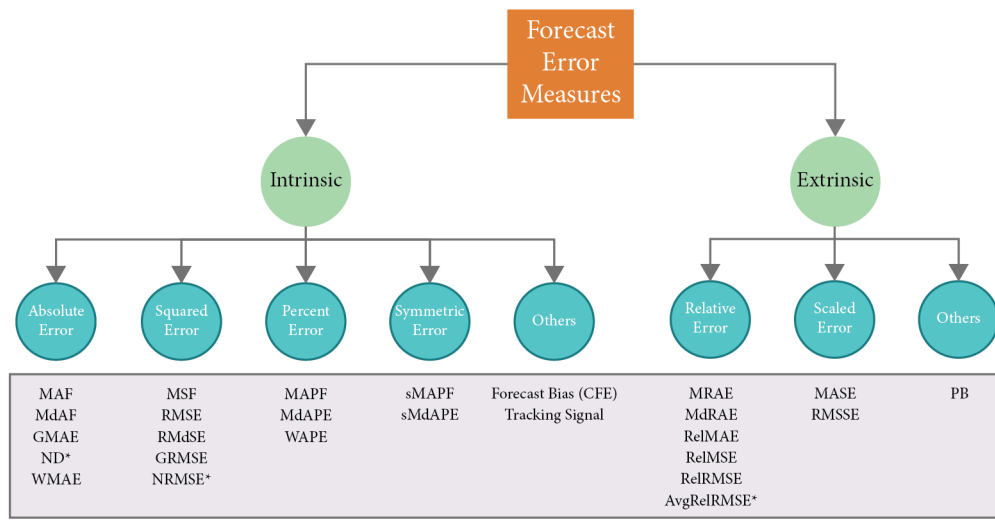 Forecast
Error
Measures
Intrinsic
Extrinsic
Absolute
Error
Squared
Error
Percent
Error
Symmetric
Error
Others
Relative
Error
Scaled
Error
Others
MAF
MdAF
GMAE
ND*
WMAE
MSF
RMSE
RMdSE
GRMSE
NRMSE*
MAPF
MdAPE
WAPE
sMAPF
sMdAPE
Forecast Bias (CFE)
Tracking Signal
MRAE
MdRAE
RelMAE
RelMSE
RelRMSE
AvgRelRMSE*
MASE
RMSSE
PB